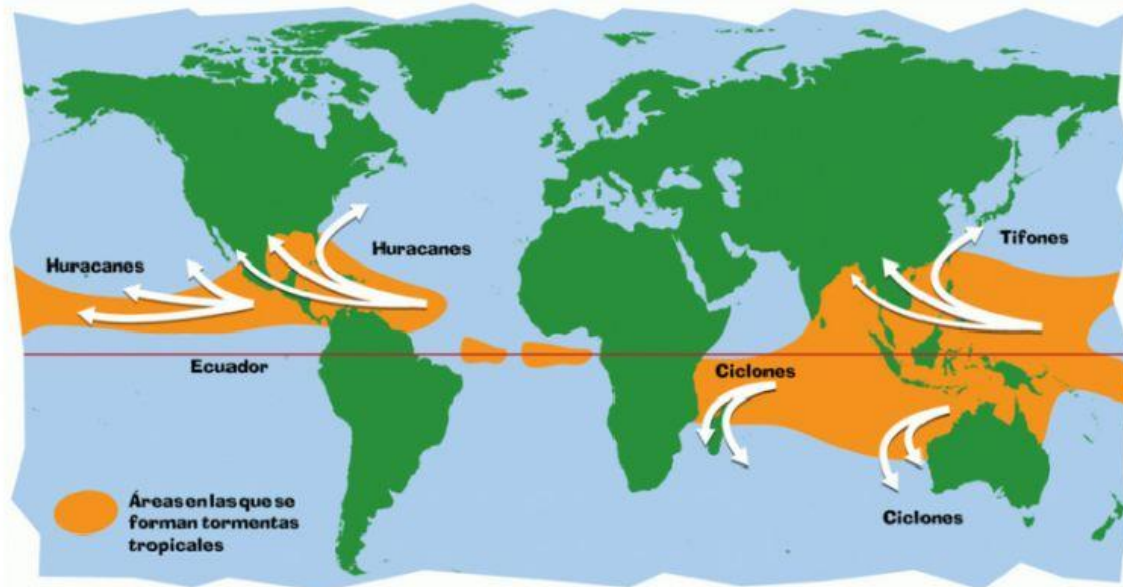 Huracanes
Huracanes
Tifones
Ecuador
Ciclones
Áreas en las que se
forman tormentas
tropicales
Ciclones